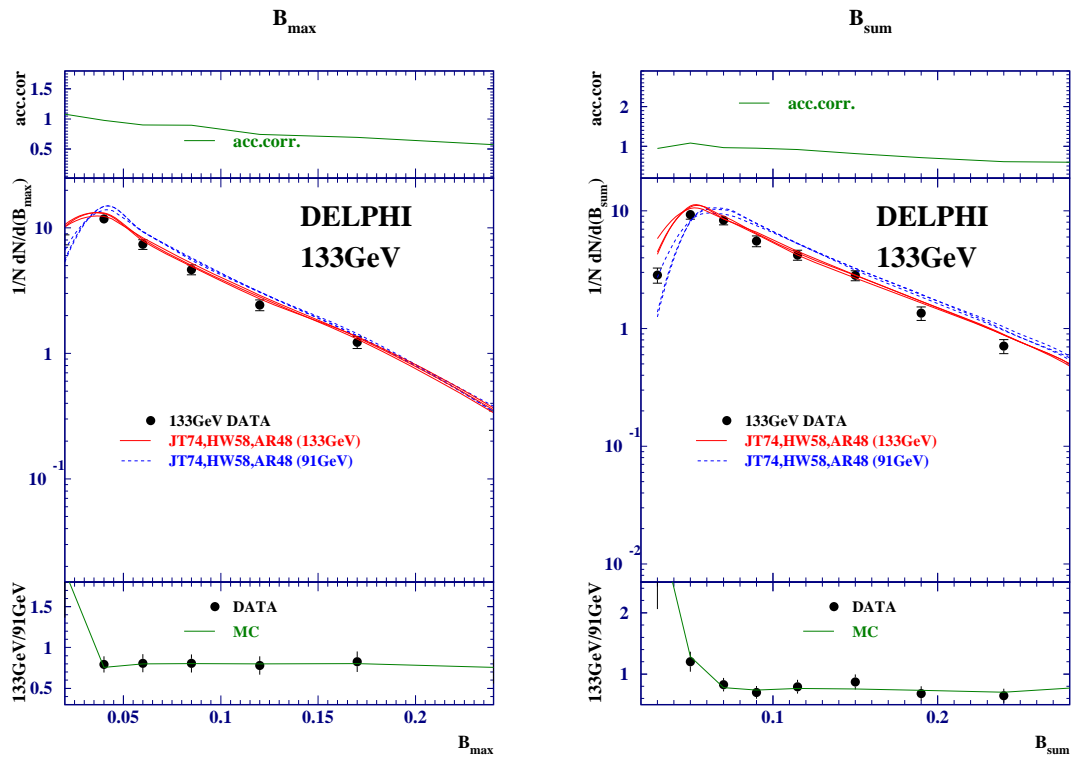 B_max
acc.cor
1.5
1
0.5
acc.corr.
1/N dN/d(B_max)
10
1
10^-1
DELPHI
133GeV
133GeV DATA
JT74,HW58,AR48 (133GeV)
JT74,HW58,AR48 (91GeV)
133GeV/91GeV
1.5
1
0.5
DATA
MC
0.05 0.1 0.15 0.2
B_max
B_sum
acc.cor
2
1
acc.corr.
1/N dN/d(B_sum)
10
1
10^-1
10^-2
DELPHI
133GeV
133GeV DATA
JT74,HW58,AR48 (133GeV)
JT74,HW58,AR48 (91GeV)
133GeV/91GeV
2
1
DATA
MC
0.1 0.2
B_sum